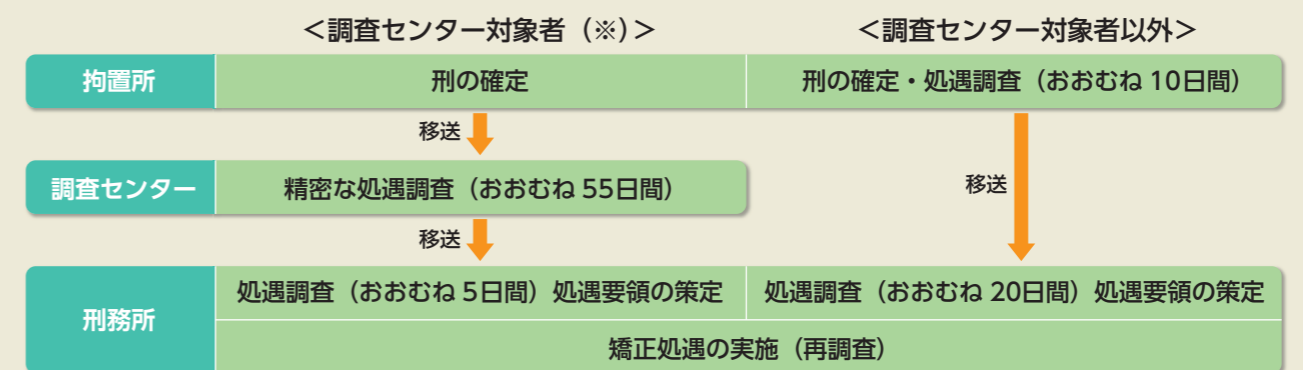 <調査センター対象者（※）>
<調査センター対象者以外>
拘置所
刑の確定
刑の確定・処遇調査（おおむね 10日間）
移送
調査センター
精密な処遇調査（おおむね 55日間）
移送
移送
刑務所
処遇調査（おおむね 5日間）処遇要領の策定
処遇調査（おおむね 20日間）処遇要領の策定
矯正処遇の実施（再調査）